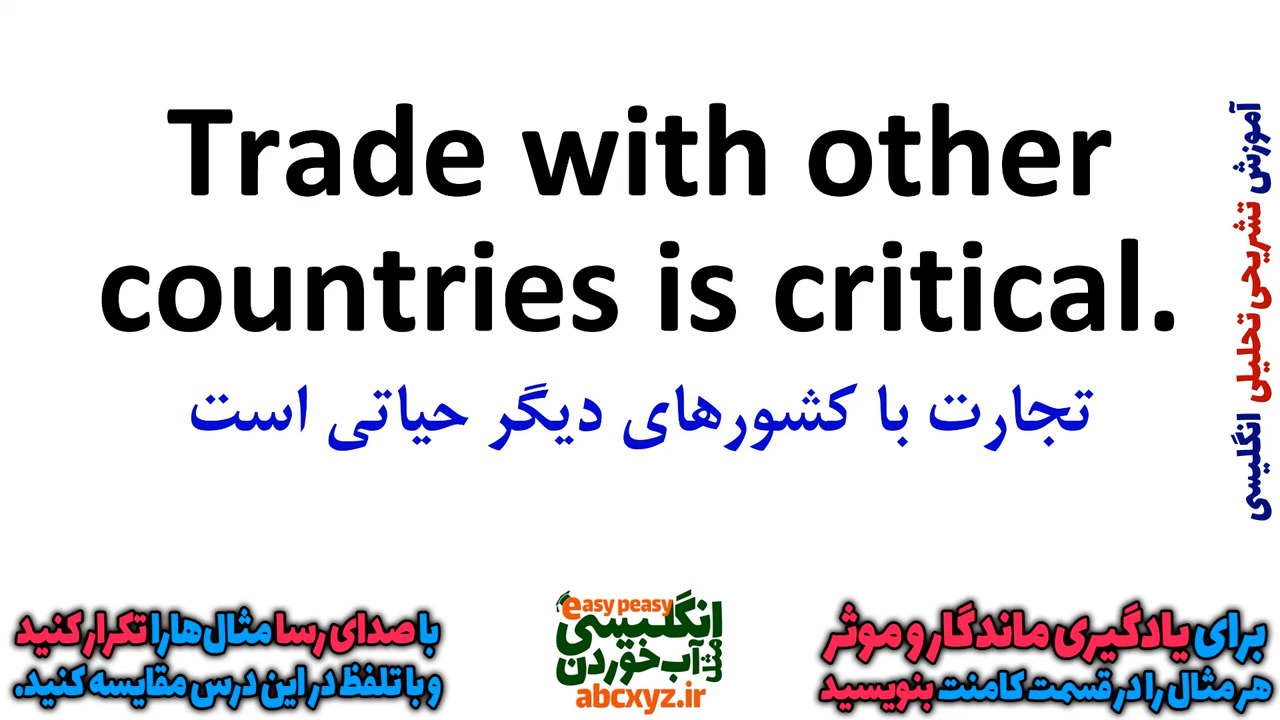 Trade with other
countries is critical.
تجارت با کشورهای دیگر حیاتی است
آموزش تشریحی تحلیلی انگلیسی
با صدای رسا مثال‌ها را تکرار کنید
و با تلفظ در این درس مقایسه کنید.
easy peasy
انگلیسی
مثل آب خوردن
abcxyz.ir
برای یادگیری ماندگار و موثر
هر مثال را در قسمت کامنت بنویسید